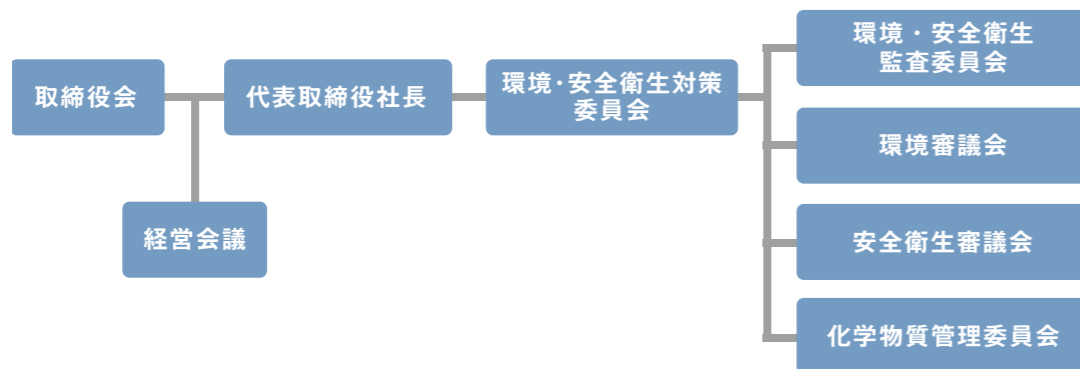 取締役会
代表取締役社長
環境･安全衛生対策
委員会
経営会議
環境・安全衛生
監査委員会
環境審議会
安全衛生審議会
化学物質管理委員会